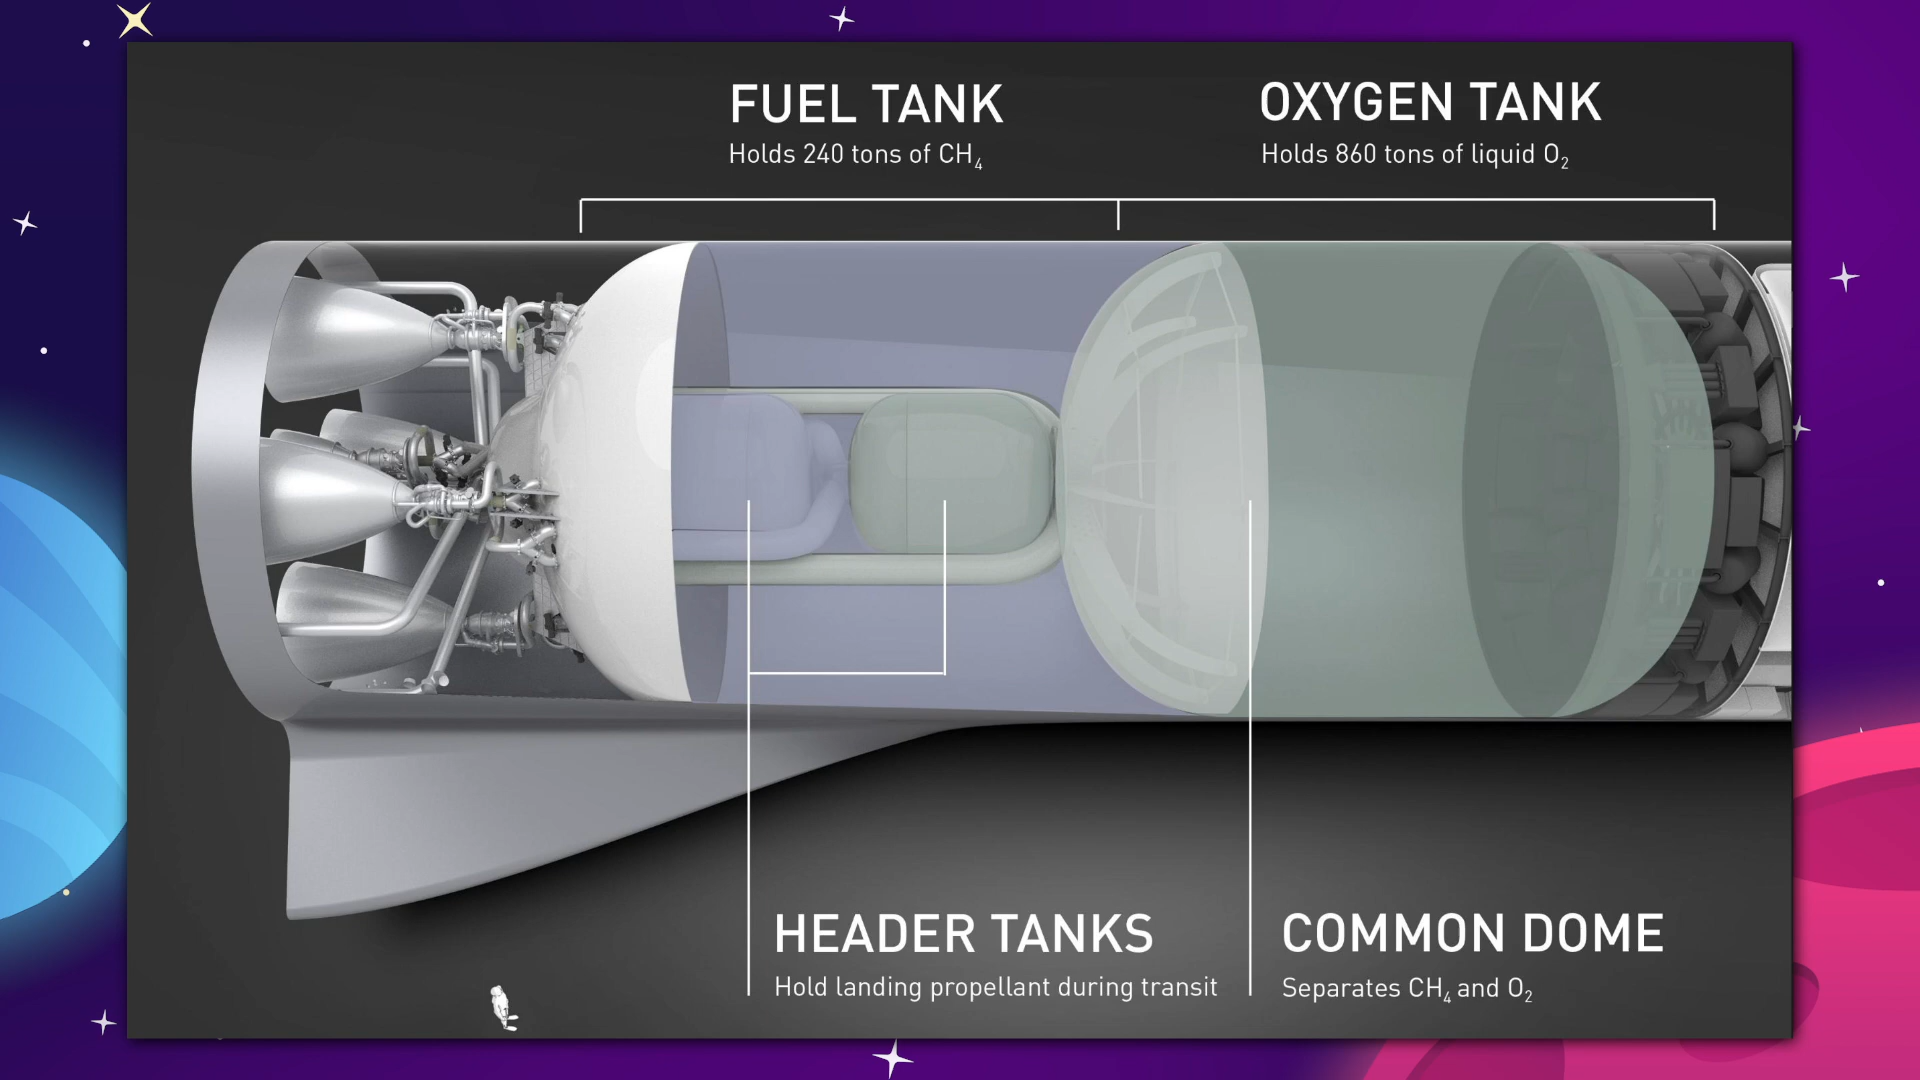 FUEL TANK
Holds 240 tons of CH₄
OXYGEN TANK
Holds 860 tons of liquid O₂
HEADER TANKS
Hold landing propellant during transit
COMMON DOME
Separates CH₄ and O₂